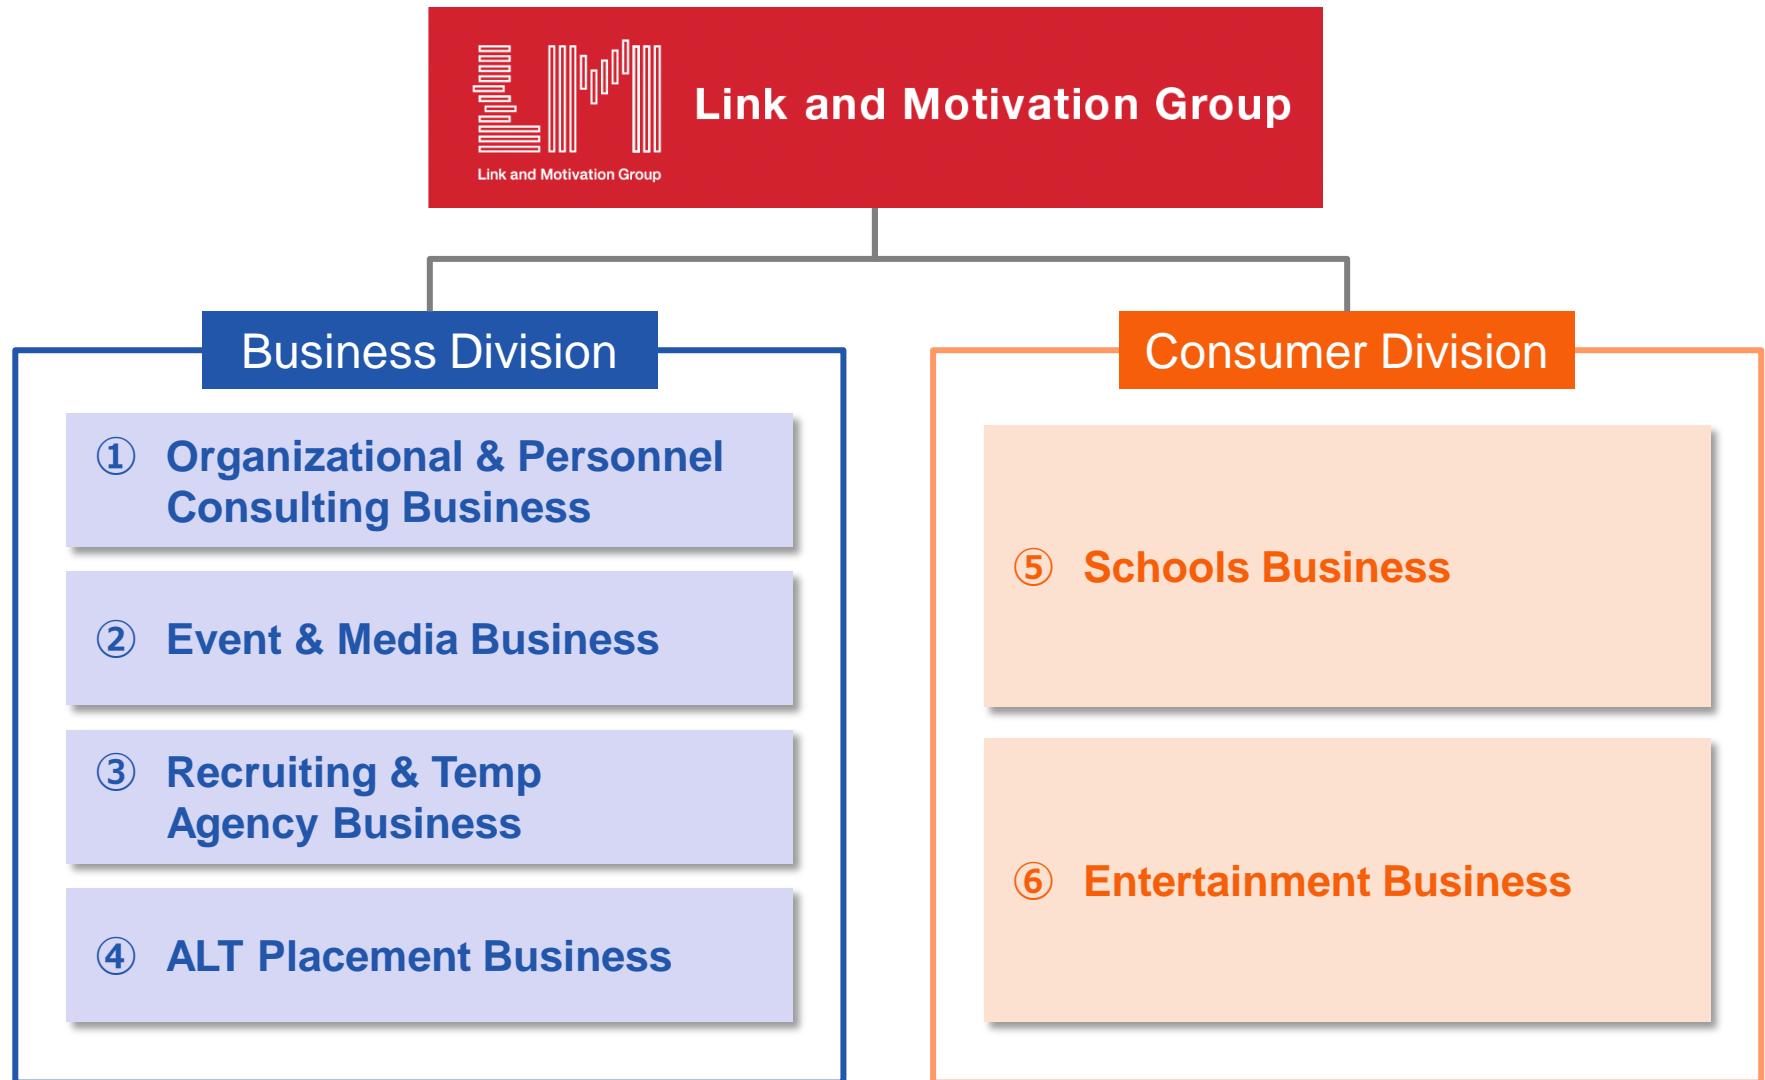 LM
Link and Motivation Group
Link and Motivation Group
Business Division
① Organizational & Personnel
Consulting Business
② Event & Media Business
③ Recruiting & Temp
Agency Business
④ ALT Placement Business
Consumer Division
⑤ Schools Business
⑥ Entertainment Business